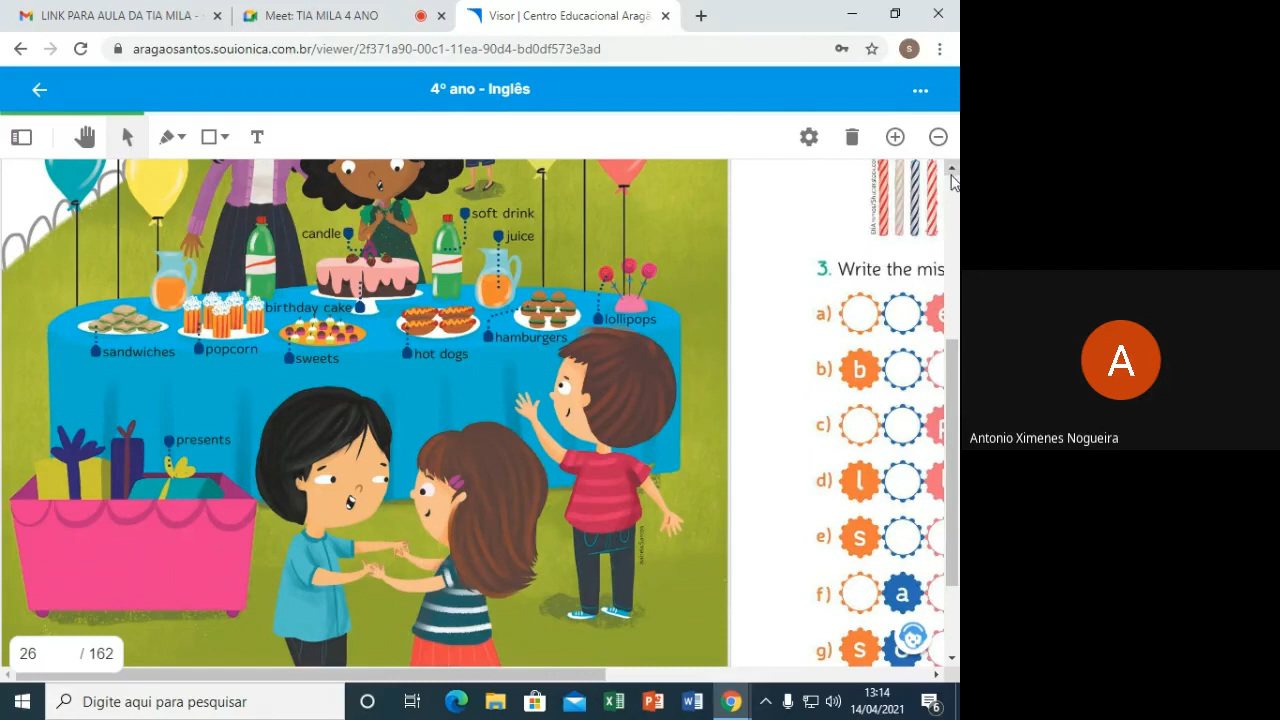 LINK PARA AULA DA TIA MILA -
Meet: TIA MILA 4 ANO
Visor | Centro Educacional Aragã
aragaosantos.souionica.com.br/viewer/2f371a90-00c1-11ea-90d4-bd0df573e3ad
s
4º ano - Inglês
T
soft drink
candle
juice
birthday cake
lollipops
hamburgers
sandwiches
popcorn
sweets
hot dogs
presents
3. Write the mis
a)
b) b
c)
d) l
e) s
f) a
g) s
26 / 162
A
Antonio Ximenes Nogueira
Digite aqui para pesquisar
13:14
14/04/2021
6